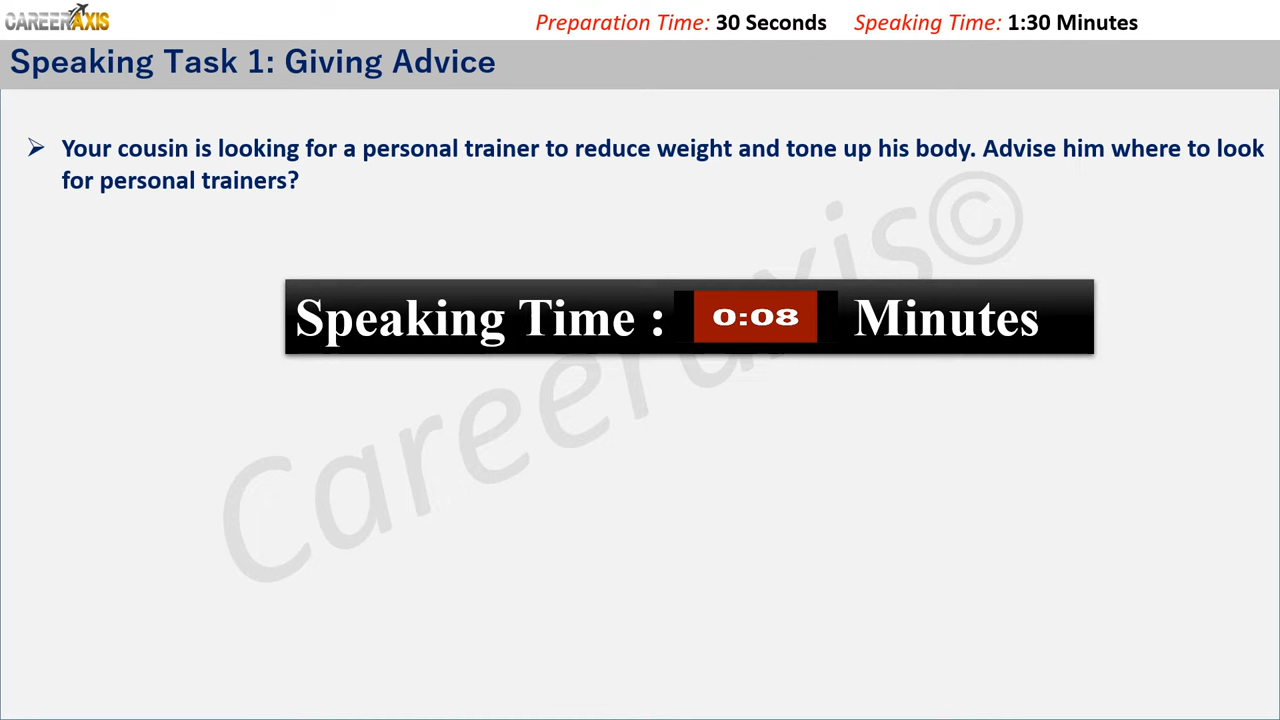 CAREERAXIS
Preparation Time: 30 Seconds Speaking Time: 1:30 Minutes
Speaking Task 1: Giving Advice
Your cousin is looking for a personal trainer to reduce weight and tone up his body. Advise him where to look
for personal trainers?
Speaking Time : 0:08 Minutes
Careeraxis©